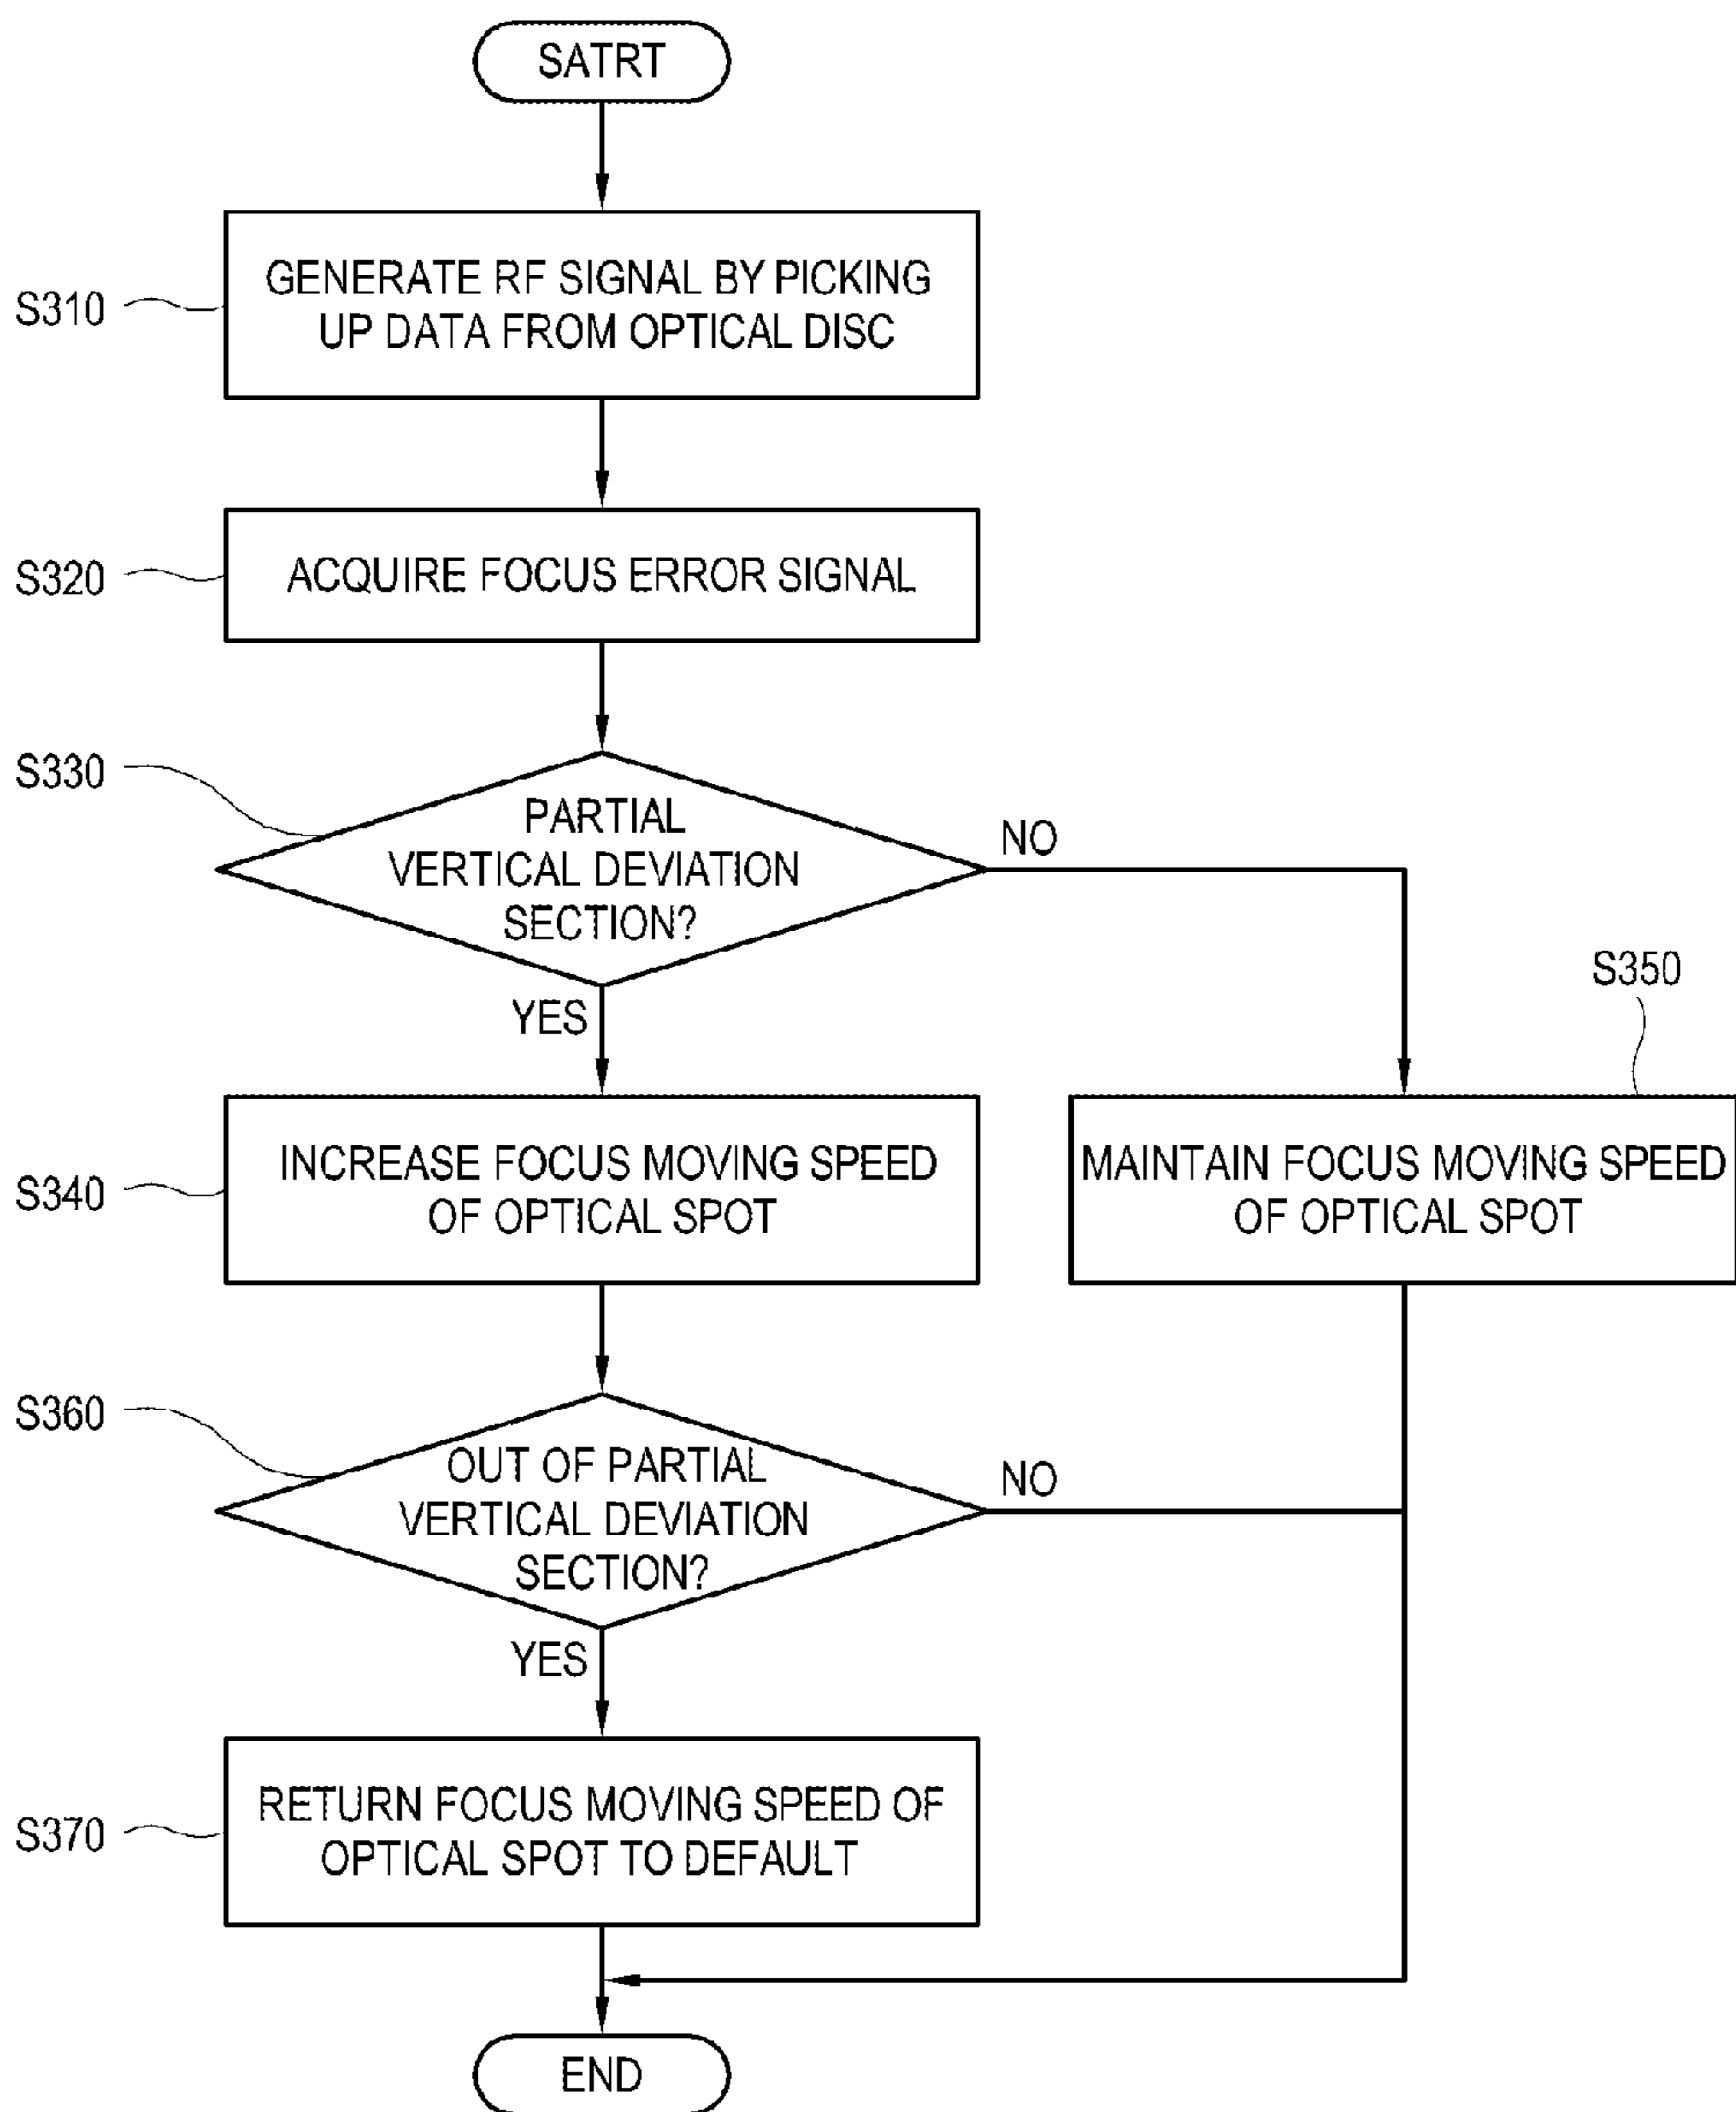 SATRT
S310
GENERATE RF SIGNAL BY PICKING
UP DATA FROM OPTICAL DISC
S320
ACQUIRE FOCUS ERROR SIGNAL
S330
PARTIAL
VERTICAL DEVIATION
SECTION?
NO
YES
S350
S340
INCREASE FOCUS MOVING SPEED
OF OPTICAL SPOT
MAINTAIN FOCUS MOVING SPEED
OF OPTICAL SPOT
S360
OUT OF PARTIAL
VERTICAL DEVIATION
SECTION?
NO
YES
S370
RETURN FOCUS MOVING SPEED OF
OPTICAL SPOT TO DEFAULT
END